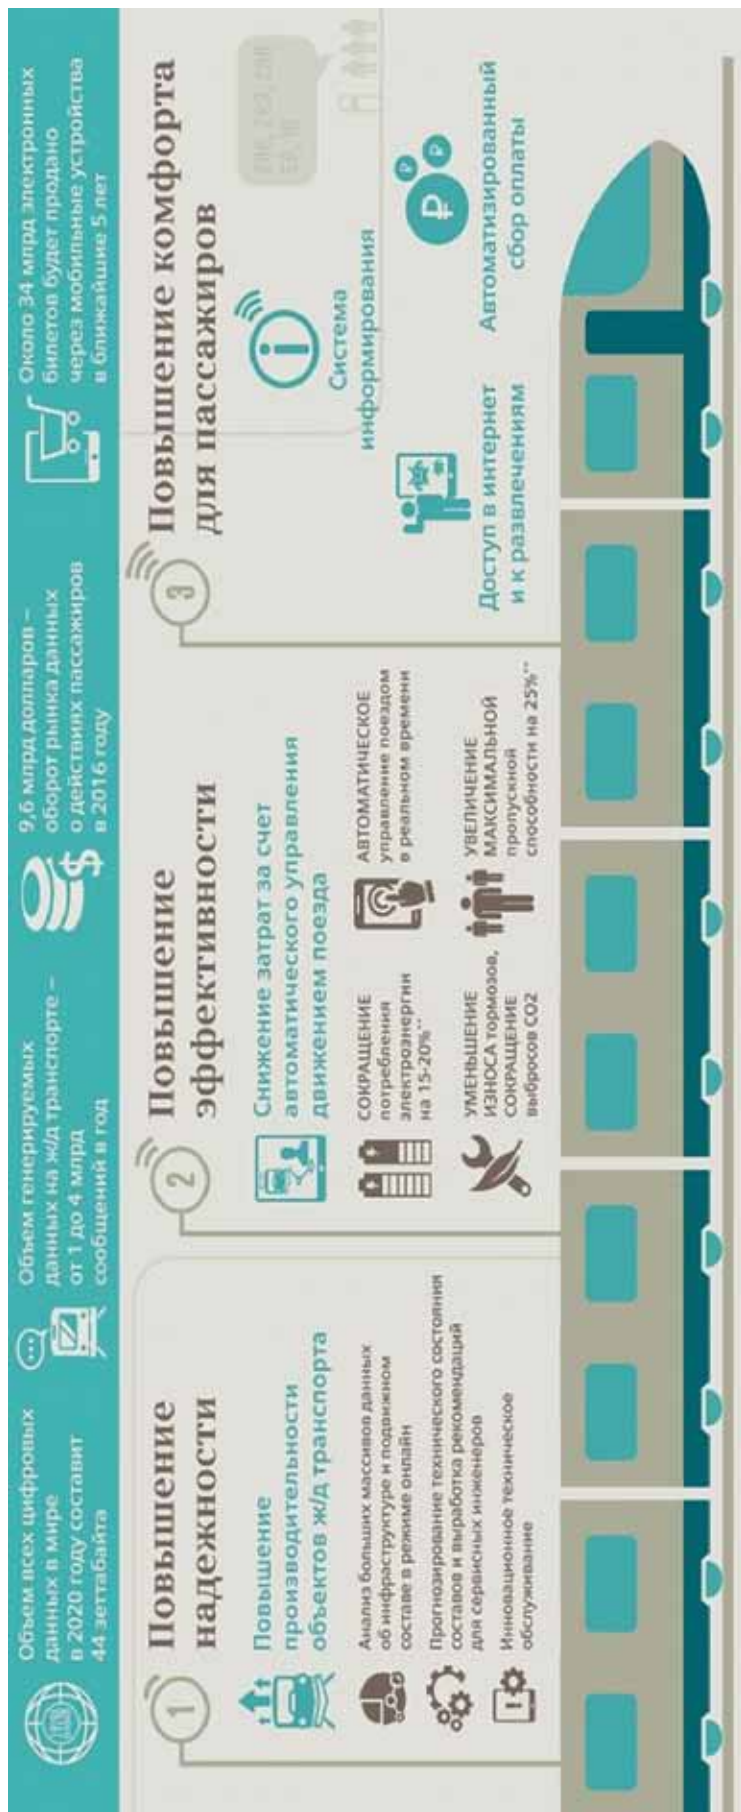 Объем всех цифровых
данных в мире
в 2020 году составит
44 зеттабайта
Объем генерируемых
данных на ж/д транспорте –
от 1 до 4 млрд
сообщений в год
9,6 млрд долларов –
оборот рынка данных
о действиях пассажиров
в 2016 году
Около 34 млрд электронных
билетов будет продано
через мобильные устройства
в ближайшие 5 лет
1
Повышение
надежности
Повышение
производительности
объектов ж/д транспорта
Анализ больших массивов данных
об инфраструктуре и подвижном
составе в режиме онлайн
Прогнозирование технического состояния
составов и выработка рекомендаций
для сервисных инженеров
Инновационное техническое
обслуживание
2
Повышение
эффективности
Снижение затрат за счет
автоматического управления
движением поезда
СОКРАЩЕНИЕ
потребления
электроэнергии
на 15-20%**
АВТОМАТИЧЕСКОЕ
управление поездом
в реальном времени
УМЕНЬШЕНИЕ
ИЗНОСА тормозов,
СОКРАЩЕНИЕ
выбросов CO2
УВЕЛИЧЕНИЕ
МАКСИМАЛЬНОЙ
пропускной
способности на 25%**
3
Повышение комфорта
для пассажиров
Система
информирования
Доступ в интернет
и к развлечениям
Автоматизированный
сбор оплаты